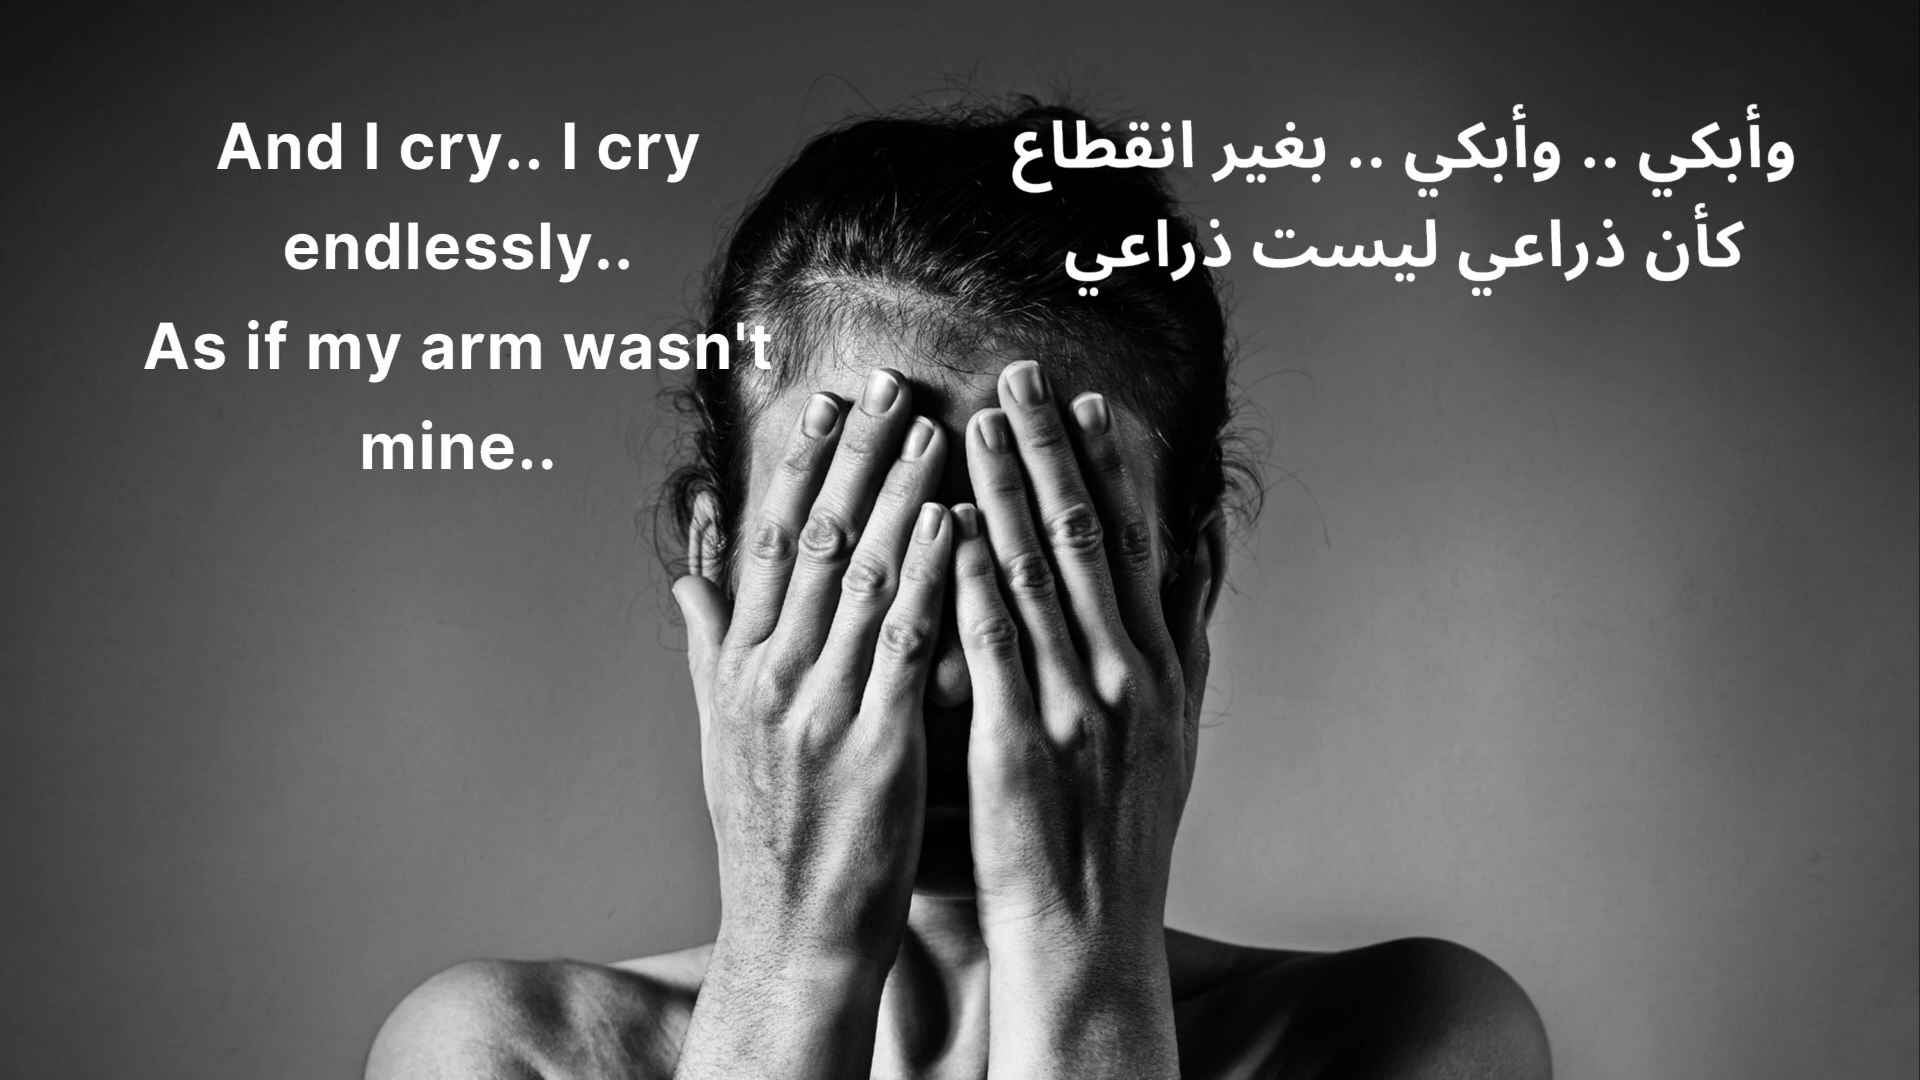 And I cry.. I cry
endlessly..
As if my arm wasn't
mine..
وأبكي .. وأبكي .. بغير انقطاع
كأن ذراعي ليست ذراعي